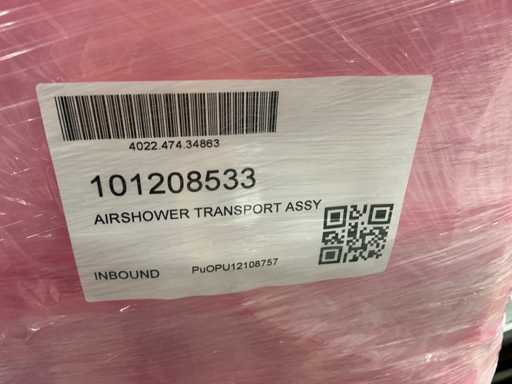 4022.474.34863
101208533
AIRSHOWER TRANSPORT ASSY
INBOUND PuOPU12108757